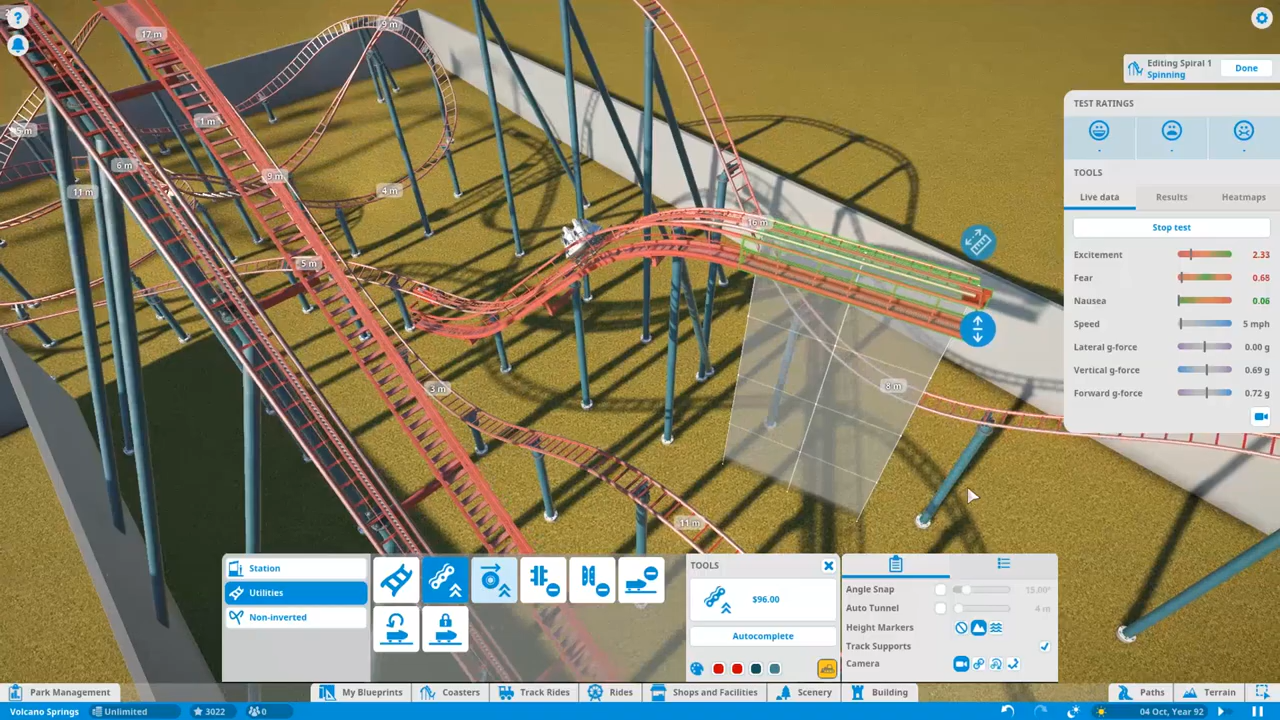 ?
17 m
9 m
5 m
1 m
6 m
9 m
11 m
4 m
16 m
5 m
3 m
8 m
11 m
Editing Spiral 1
Spinning
Done
TEST RATINGS
- - -
TOOLS
Live data Results Heatmaps
Stop test
Excitement 2.33
Fear 0.68
Nausea 0.06
Speed 5 mph
Lateral g-force 0.00 g
Vertical g-force 0.69 g
Forward g-force 0.72 g
Station
Utilities
Non-inverted
TOOLS
$96.00
Autocomplete
Angle Snap 15.00°
Auto Tunnel 4 m
Height Markers
Track Supports
Camera
Park Management My Blueprints Coasters Track Rides Rides Shops and Facilities Scenery Building Paths Terrain
Volcano Springs Unlimited 3022 0 04 Oct, Year 92